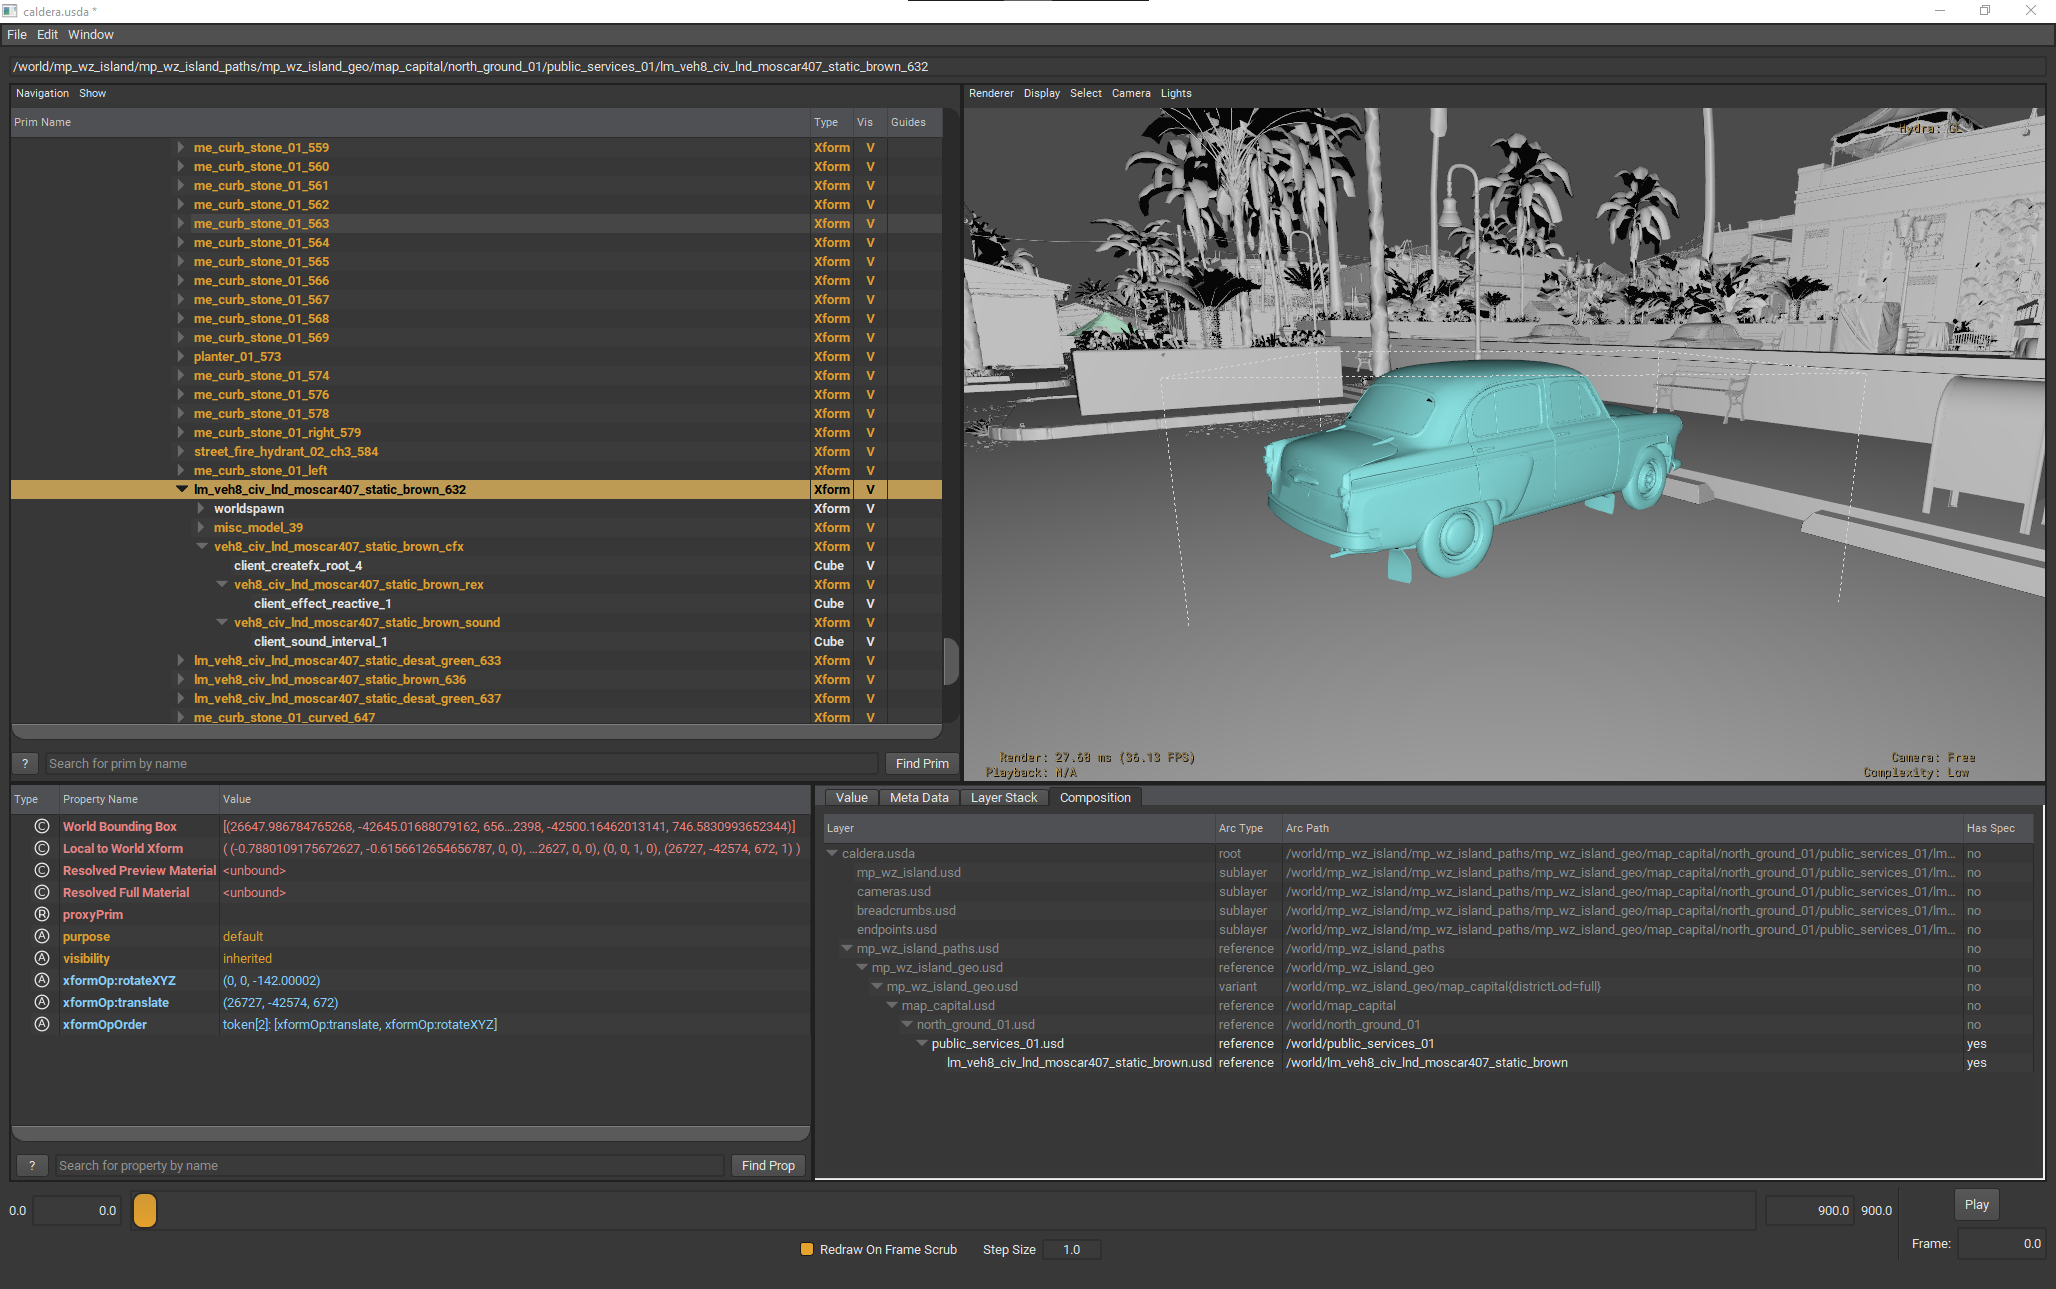 caldera.usda *
File Edit Window
/world/mp_wz_island/mp_wz_island_paths/mp_wz_island_geo/map_capital/north_ground_01/public_services_01/lm_veh8_civ_lnd_moscar407_static_brown_632
Navigation Show
Prim Name Type Vis Guides
me_curb_stone_01_559 Xform V
me_curb_stone_01_560 Xform V
me_curb_stone_01_561 Xform V
me_curb_stone_01_562 Xform V
me_curb_stone_01_563 Xform V
me_curb_stone_01_564 Xform V
me_curb_stone_01_565 Xform V
me_curb_stone_01_566 Xform V
me_curb_stone_01_567 Xform V
me_curb_stone_01_568 Xform V
me_curb_stone_01_569 Xform V
planter_01_573 Xform V
me_curb_stone_01_574 Xform V
me_curb_stone_01_576 Xform V
me_curb_stone_01_578 Xform V
me_curb_stone_01_right_579 Xform V
street_fire_hydrant_02_ch3_584 Xform V
me_curb_stone_01_left Xform V
lm_veh8_civ_lnd_moscar407_static_brown_632 Xform V
worldspawn Xform V
misc_model_39 Xform V
veh8_civ_lnd_moscar407_static_brown_cfx Xform V
client_createfx_root_4 Cube V
veh8_civ_lnd_moscar407_static_brown_rex Xform V
client_effect_reactive_1 Cube V
veh8_civ_lnd_moscar407_static_brown_sound Xform V
client_sound_interval_1 Cube V
lm_veh8_civ_lnd_moscar407_static_desat_green_633 Xform V
lm_veh8_civ_lnd_moscar407_static_brown_636 Xform V
lm_veh8_civ_lnd_moscar407_static_desat_green_637 Xform V
me_curb_stone_01_curved_647 Xform V
? Search for prim by name Find Prim
Renderer Display Select Camera Lights
Hydra: GL
Render: 27.68 ms (36.13 FPS)
Playback: N/A
Camera: Free
Complexity: Low
Type Property Name Value
C World Bounding Box [(26647.986784765268, -42645.01688079162, 656...2398, -42500.16462013141, 746.5830993652344)]
C Local to World Xform ( (-0.7880109175672627, -0.6156612654656787, 0, 0), ...2627, 0, 0), (0, 0, 1, 0), (26727, -42574, 672, 1) )
C Resolved Preview Material <unbound>
C Resolved Full Material <unbound>
R proxyPrim
A purpose default
A visibility inherited
A xformOp:rotateXYZ (0, 0, -142.00002)
A xformOp:translate (26727, -42574, 672)
A xformOpOrder token[2]: [xformOp:translate, xformOp:rotateXYZ]
? Search for property by name Find Prop
Value Meta Data Layer Stack Composition
Layer Arc Type Arc Path Has Spec
caldera.usda root /world/mp_wz_island/mp_wz_island_paths/mp_wz_island_geo/map_capital/north_ground_01/public_services_01/lm... no
mp_wz_island.usd sublayer /world/mp_wz_island/mp_wz_island_paths/mp_wz_island_geo/map_capital/north_ground_01/public_services_01/lm... no
cameras.usd sublayer /world/mp_wz_island/mp_wz_island_paths/mp_wz_island_geo/map_capital/north_ground_01/public_services_01/lm... no
breadcrumbs.usd sublayer /world/mp_wz_island/mp_wz_island_paths/mp_wz_island_geo/map_capital/north_ground_01/public_services_01/lm... no
endpoints.usd sublayer /world/mp_wz_island/mp_wz_island_paths/mp_wz_island_geo/map_capital/north_ground_01/public_services_01/lm... no
mp_wz_island_paths.usd reference /world/mp_wz_island_paths no
mp_wz_island_geo.usd reference /world/mp_wz_island_geo no
mp_wz_island_geo.usd variant /world/mp_wz_island_geo/map_capital{districtLod=full} no
map_capital.usd reference /world/map_capital no
north_ground_01.usd reference /world/north_ground_01 no
public_services_01.usd reference /world/public_services_01 yes
lm_veh8_civ_lnd_moscar407_static_brown.usd reference /world/lm_veh8_civ_lnd_moscar407_static_brown yes
0.0 0.0 900.0 900.0 Play
Redraw On Frame Scrub Step Size 1.0 Frame: 0.0